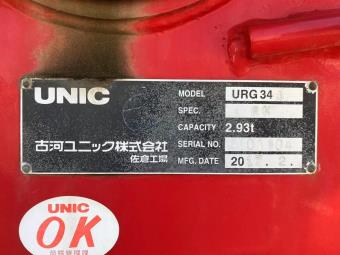 UNIC
古河ユニック株式会社
佐倉工場
MODEL URG34
SPEC.
CAPACITY 2.93t
SERIAL NO.
MFG. DATE
UNIC
OK